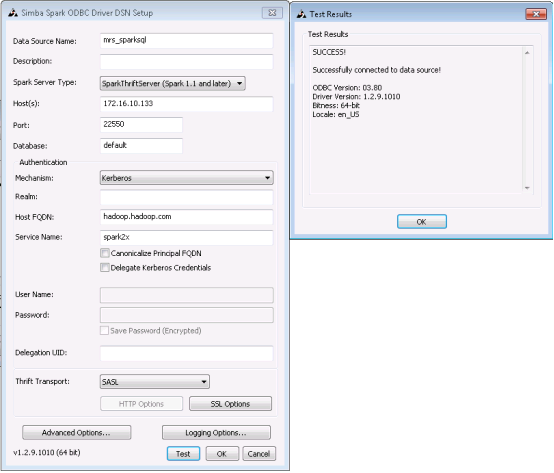 Simba Spark ODBC Driver DSN Setup
Data Source Name: mrs_sparksql
Description:
Spark Server Type: SparkThriftServer (Spark 1.1 and later)
Host(s): 172.16.10.133
Port: 22550
Database: default
Authentication
Mechanism: Kerberos
Realm:
Host FQDN: hadoop.hadoop.com
Service Name: spark2x
Canonicalize Principal FQDN
Delegate Kerberos Credentials
User Name:
Password:
Save Password (Encrypted)
Delegation UID:
Thrift Transport: SASL
HTTP Options SSL Options
Advanced Options... Logging Options...
v1.2.9.1010 (64 bit) Test OK Cancel
Test Results
Test Results
SUCCESS!
Successfully connected to data source!
ODBC Version: 03.80
Driver Version: 1.2.9.1010
Bitness: 64-bit
Locale: en_US
OK